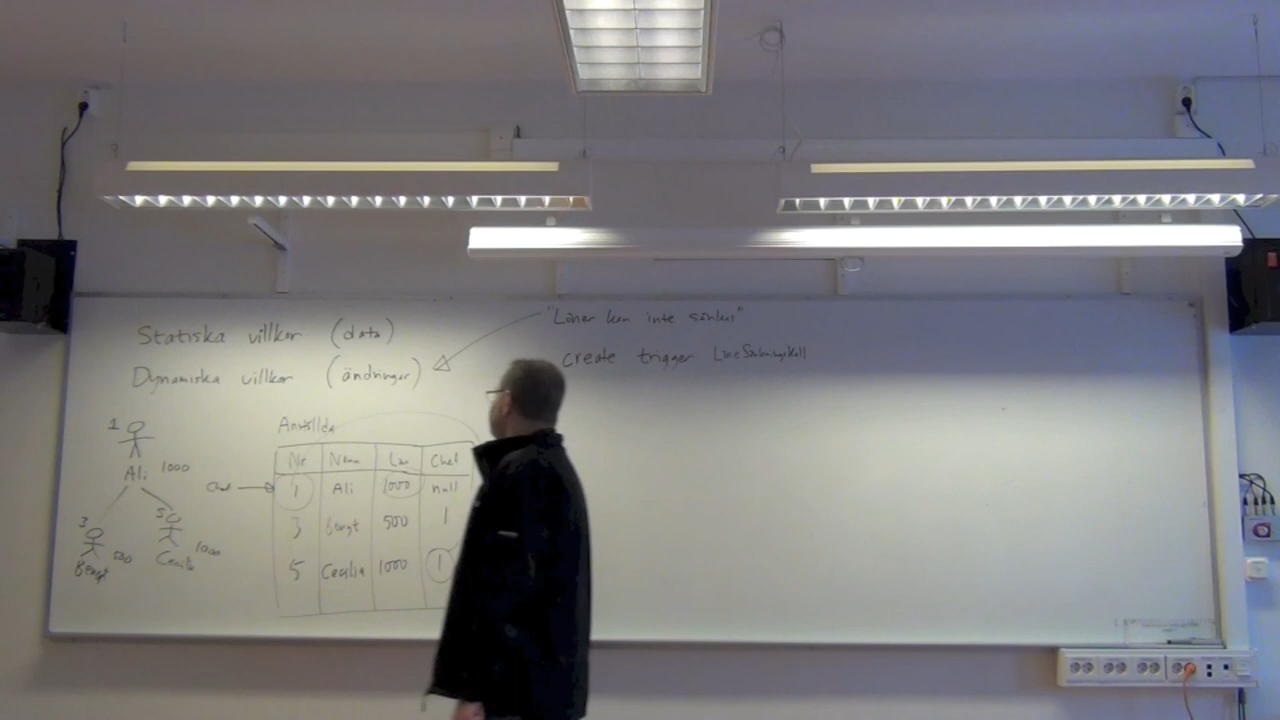 Statiska villkor (data)
Dynamiska villkor (ändringar)
"Löner kan inte sänkas"
create trigger
1
Ali 1000
3
Bengt 500
5
Cecilia 1000
Anställda
Nr Namn Lön Chef
1 Ali 1000 null
3 Bengt 500 1
5 Cecilia 1000 1